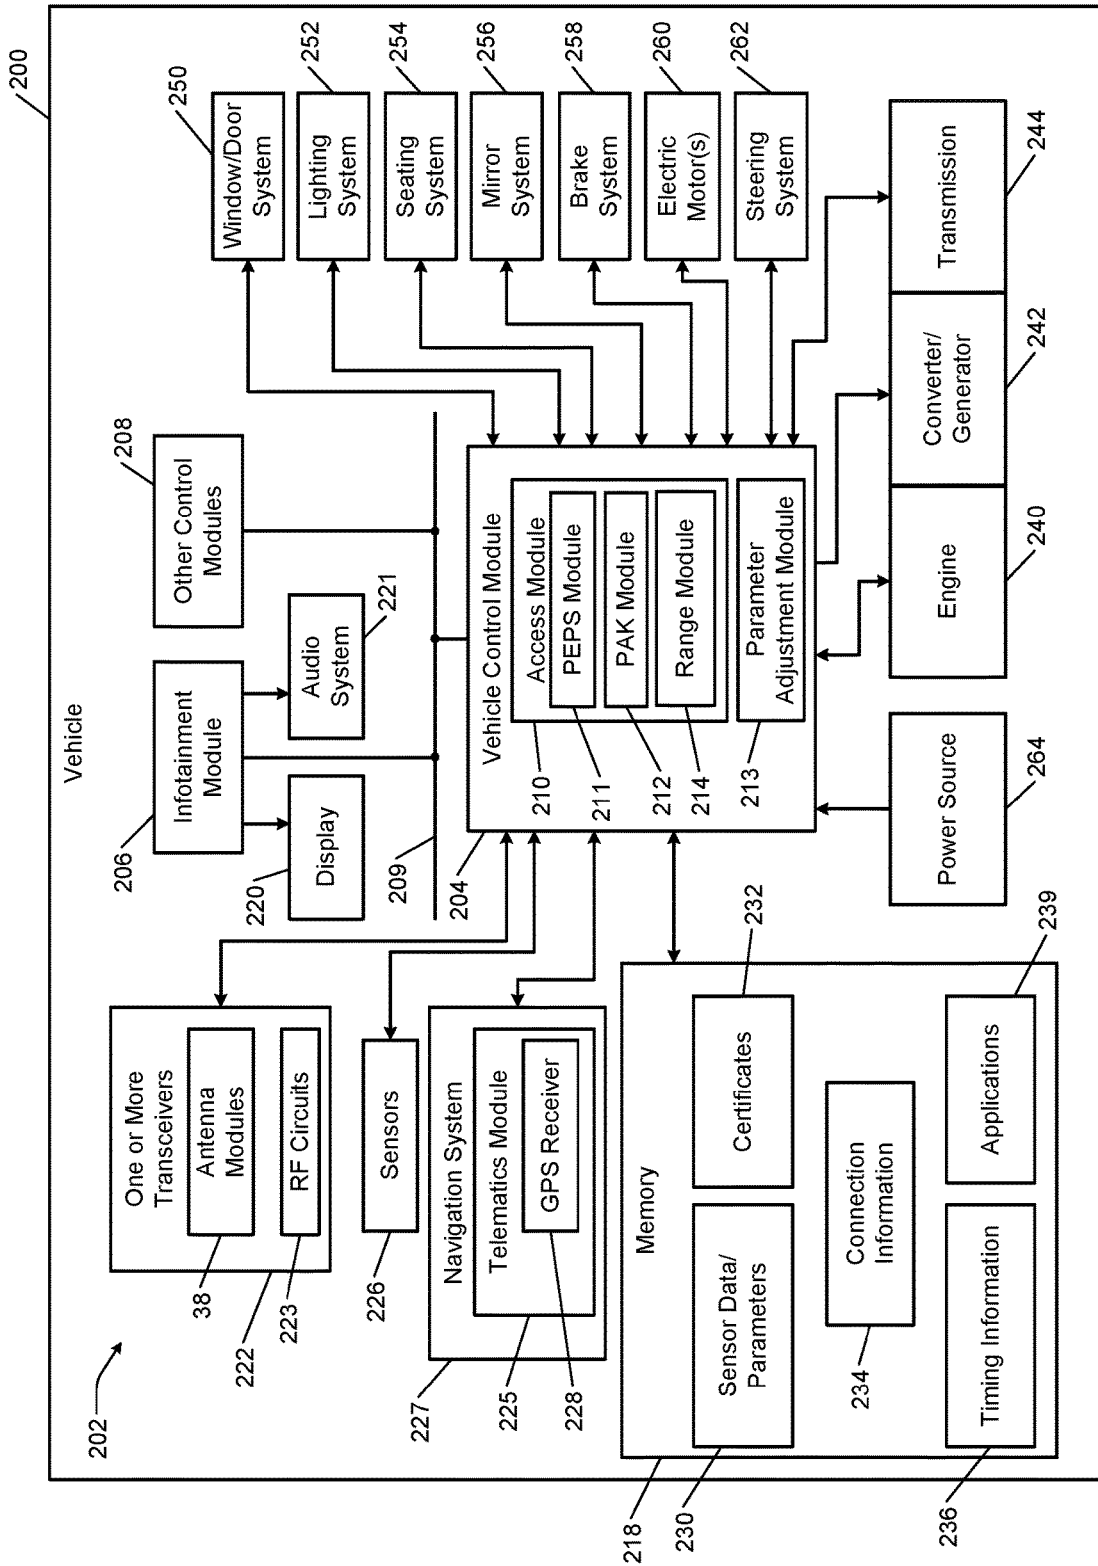 200
Vehicle
202
One or More
Transceivers
Antenna
Modules
RF Circuits
38
223
222
Sensors
226
Navigation System
Telematics Module
GPS Receiver
227
225
228
206
Infotainment
Module
220
Display
Audio
System
221
Other Control
Modules
208
209
204
Vehicle Control Module
Access Module
PEPS Module
PAK Module
Range Module
Parameter
Adjustment Module
210
211
212
214
213
250
Window/Door
System
252
Lighting
System
254
Seating
System
256
Mirror
System
258
Brake
System
260
Electric
Motor(s)
262
Steering
System
Memory
Sensor Data/
Parameters
Certificates
232
Connection
Information
234
Timing Information
Applications
239
218
230
236
Power Source
264
Engine
240
Converter/
Generator
242
Transmission
244